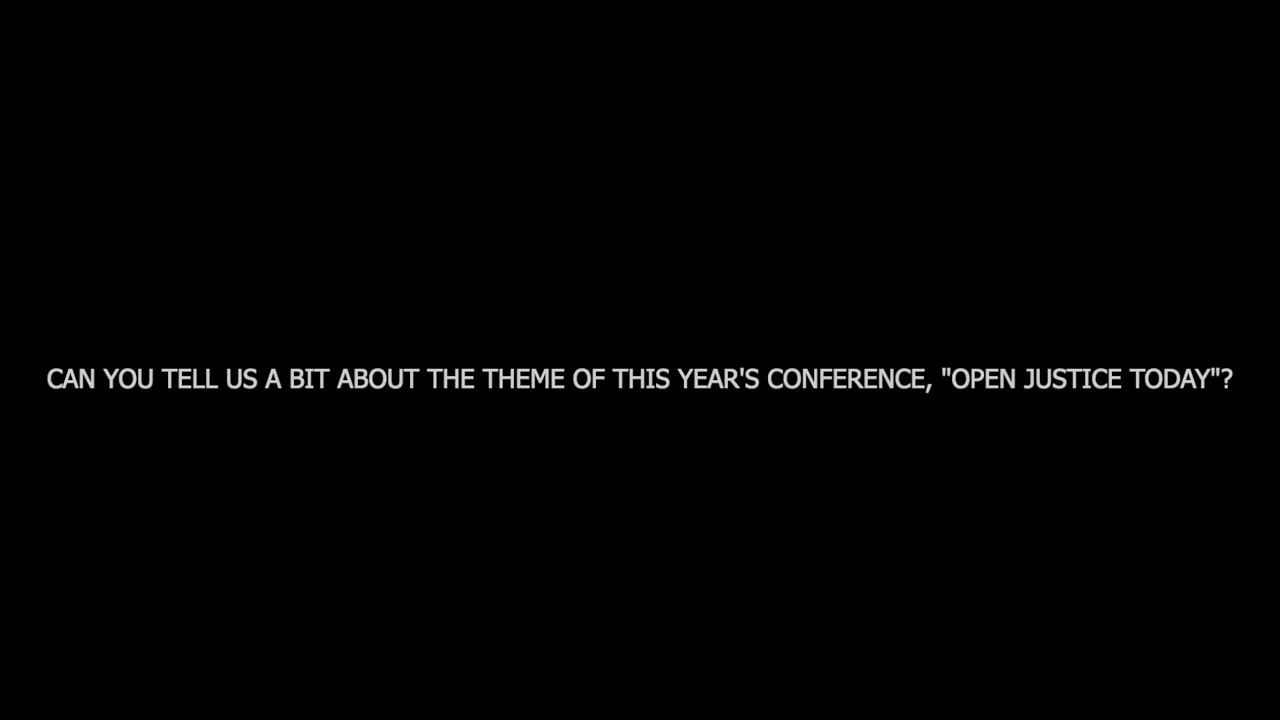 CAN YOU TELL US A BIT ABOUT THE THEME OF THIS YEAR'S CONFERENCE, "OPEN JUSTICE TODAY"?